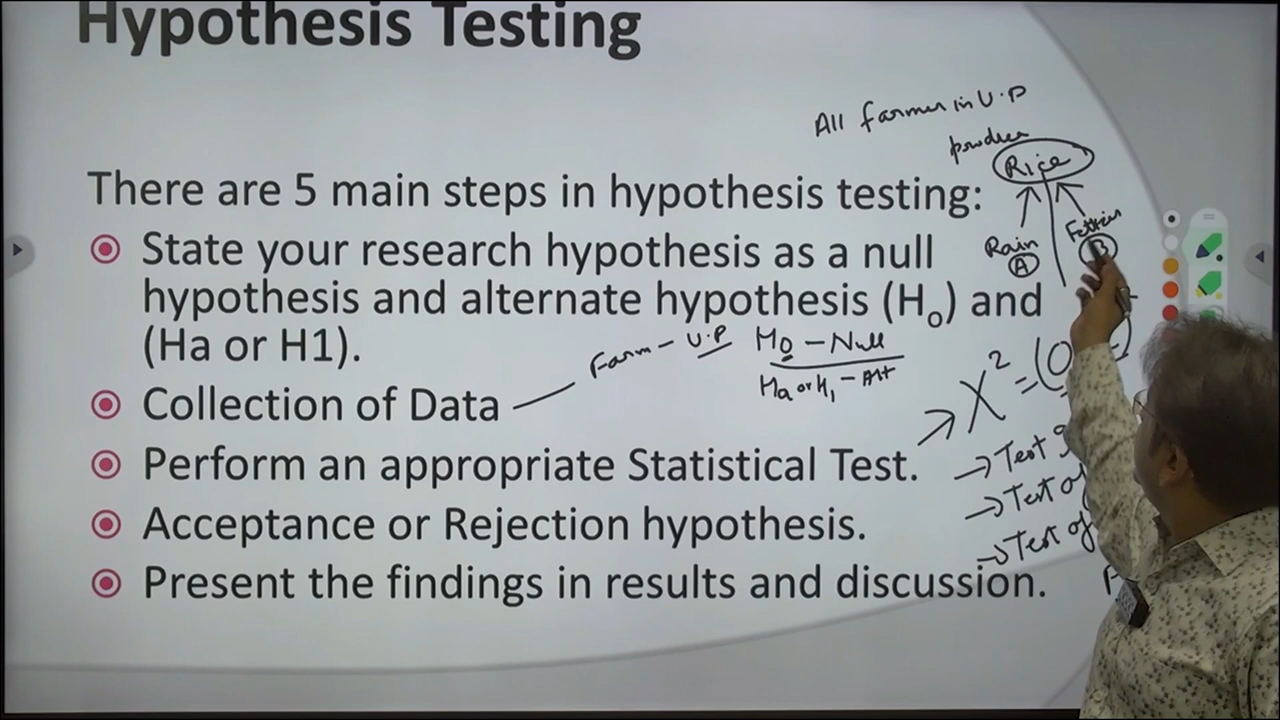 Hypothesis Testing
All farmer in U.P
produce
Rice
There are 5 main steps in hypothesis testing:
Rain
A
B
State your research hypothesis as a null
hypothesis and alternate hypothesis (Ho) and
(Ha or H1).
Farm - U.P
H0 - Null
Ha or H1 - Alt
X² = (O
Collection of Data
Perform an appropriate Statistical Test.
→ Test
→ Test of
→ Test of
Acceptance or Rejection hypothesis.
Present the findings in results and discussion.